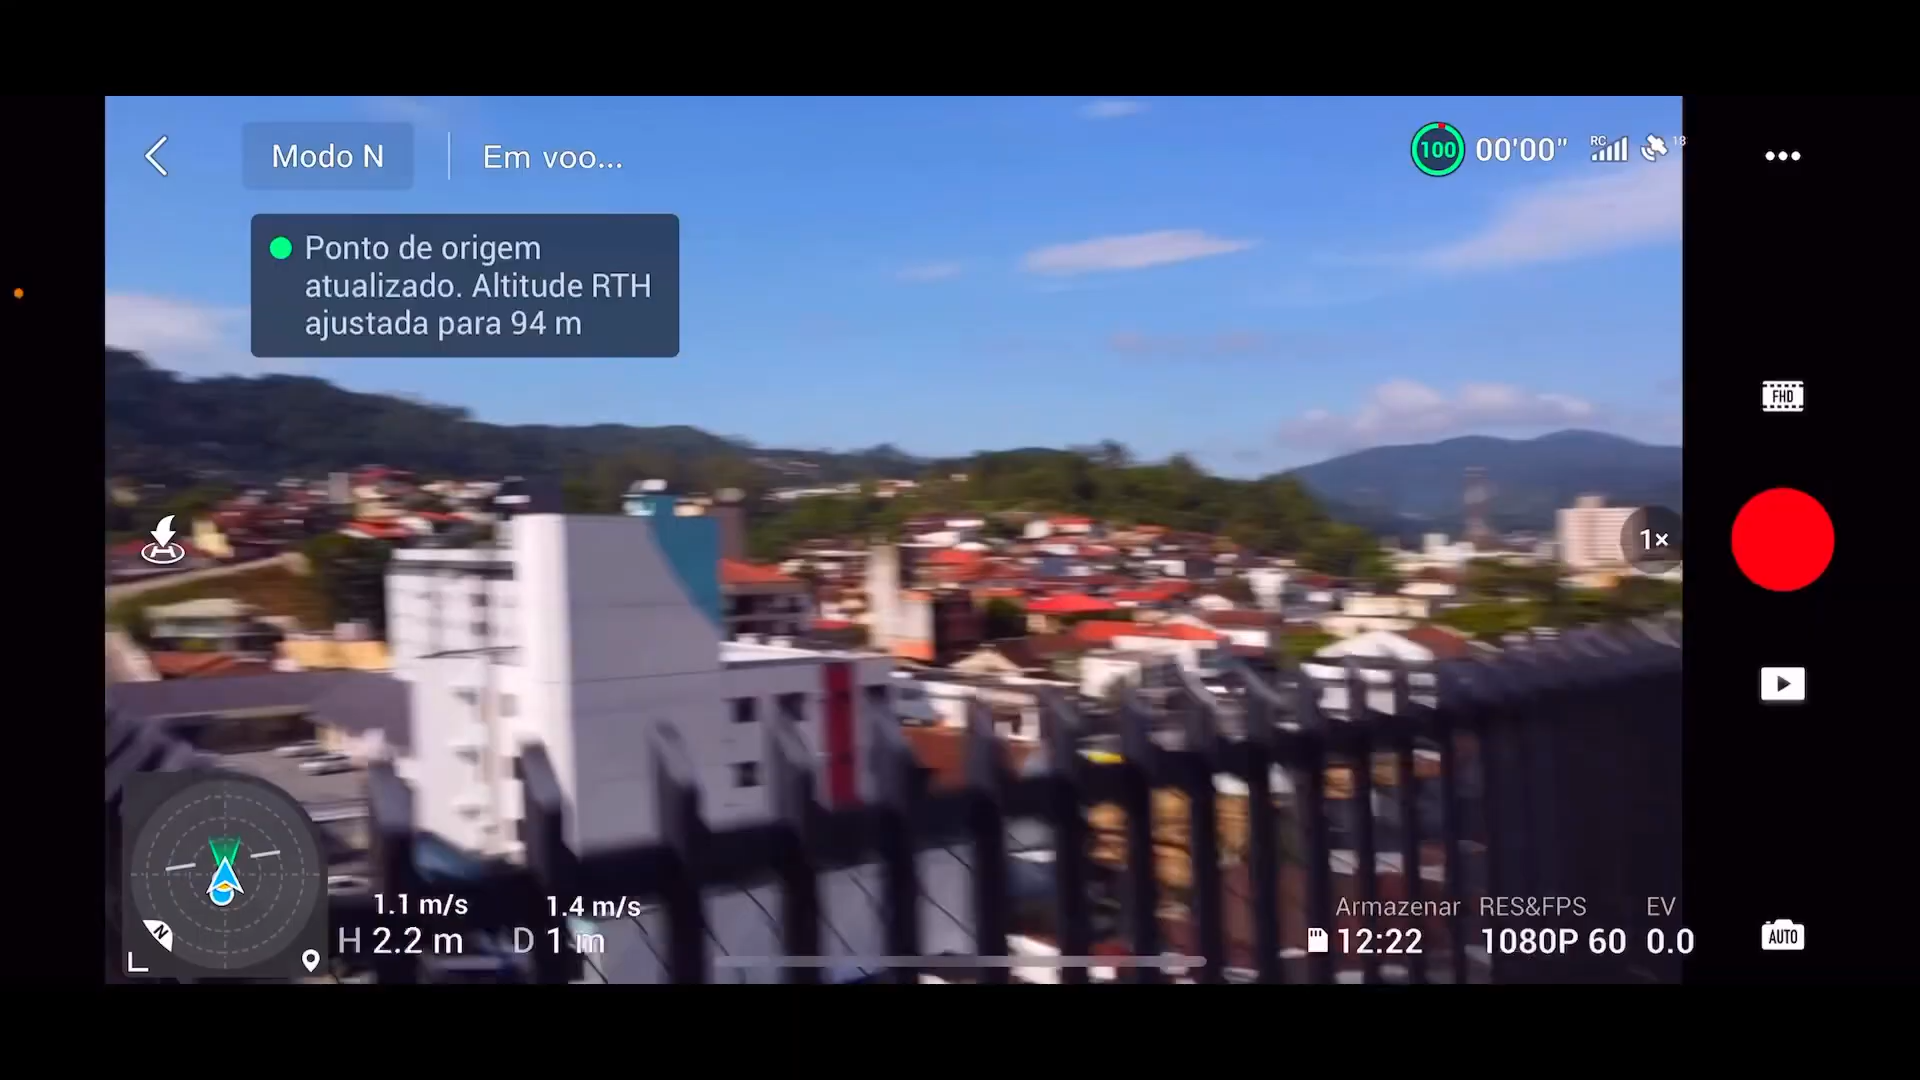 Modo N
Em voo...
100
00'00"
RC
18
Ponto de origem
atualizado. Altitude RTH
ajustada para 94 m
FHD
1×
N
1.1 m/s
1.4 m/s
H 2.2 m
D 1 m
Armazenar
RES&FPS
EV
12:22
1080P 60
0.0
AUTO